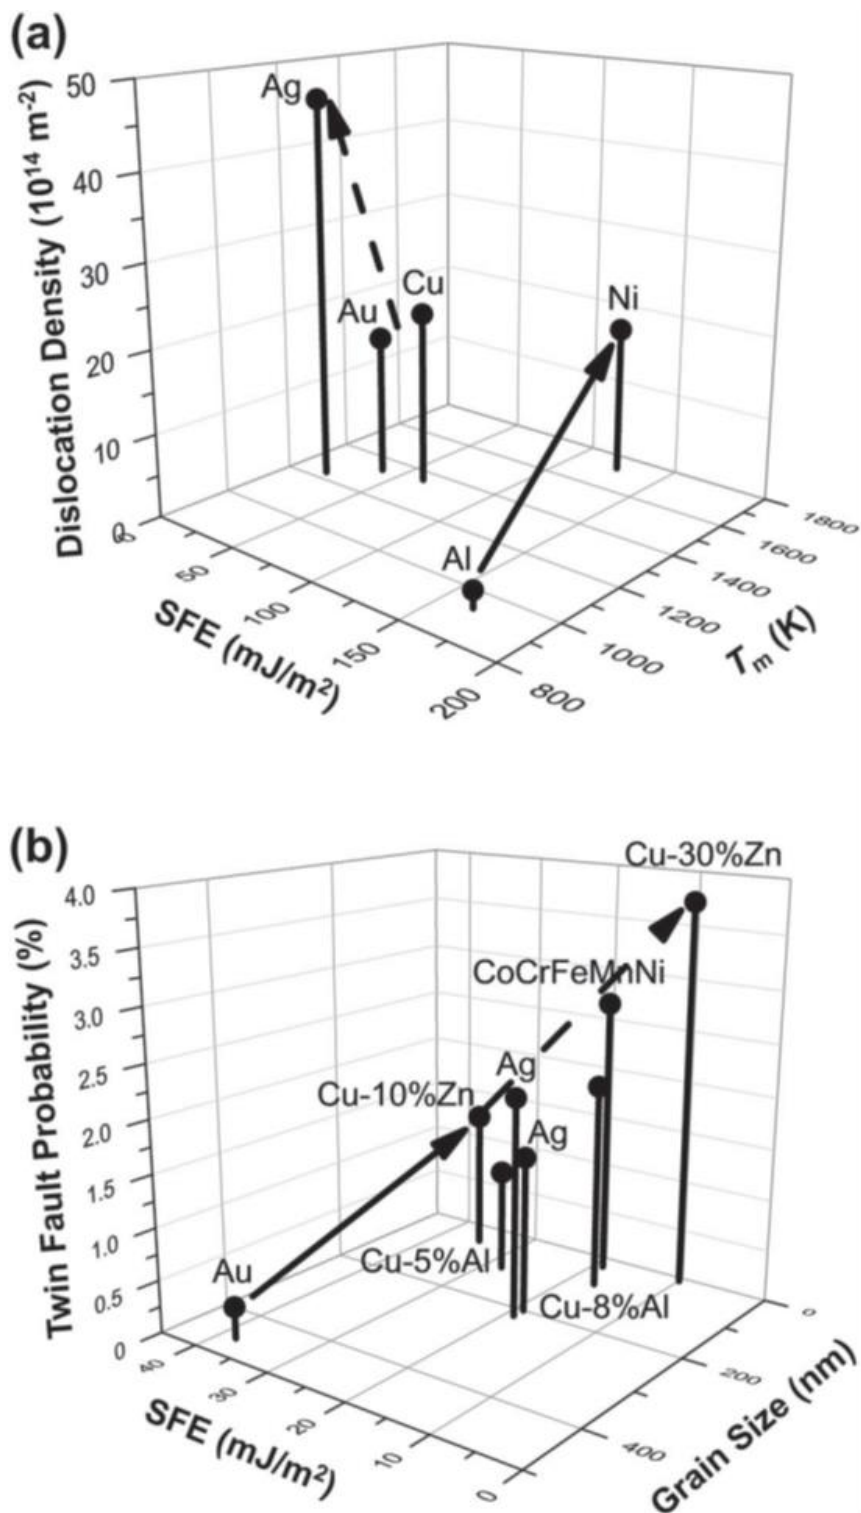 (a)
Dislocation Density (10¹⁴ m⁻²)
50
40
30
20
10
0
Ag
Au
Cu
Ni
Al
0
50
100
150
200
SFE (mJ/m²)
800
1000
1200
1400
1600
1800
Tₘ (K)
(b)
Twin Fault Probability (%)
4.0
3.5
3.0
2.5
2.0
1.5
1.0
0.5
0
Cu-30%Zn
CoCrFeMnNi
Ag
Cu-10%Zn
Ag
Cu-5%Al
Au
Cu-8%Al
40
30
20
10
0
SFE (mJ/m²)
0
200
400
Grain Size (nm)